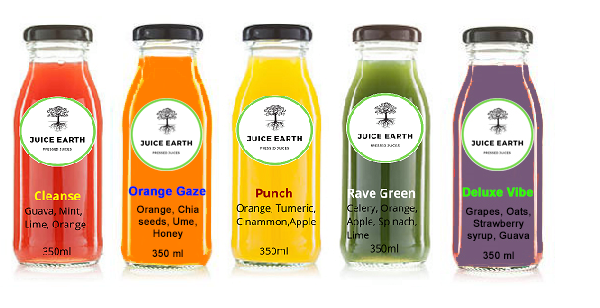 JUICE EARTH
PRESSED JUICES
Cleanse
Guava, Mint,
Lime, Orange
350ml
JUICE EARTH
PRESSED JUICES
Orange Gaze
Orange, Chia
seeds, Ume,
Honey
350 ml
JUICE EARTH
PRESSED JUICES
Punch
Orange, Tumeric,
Cinammon,Apple
350ml
JUICE EARTH
PRESSED JUICES
Rave Green
Celery, Orange,
Apple, Spinach,
Lime
350ml
JUICE EARTH
PRESSED JUICES
Deluxe Vibe
Grapes, Oats,
Strawberry
syrup, Guava
350 ml